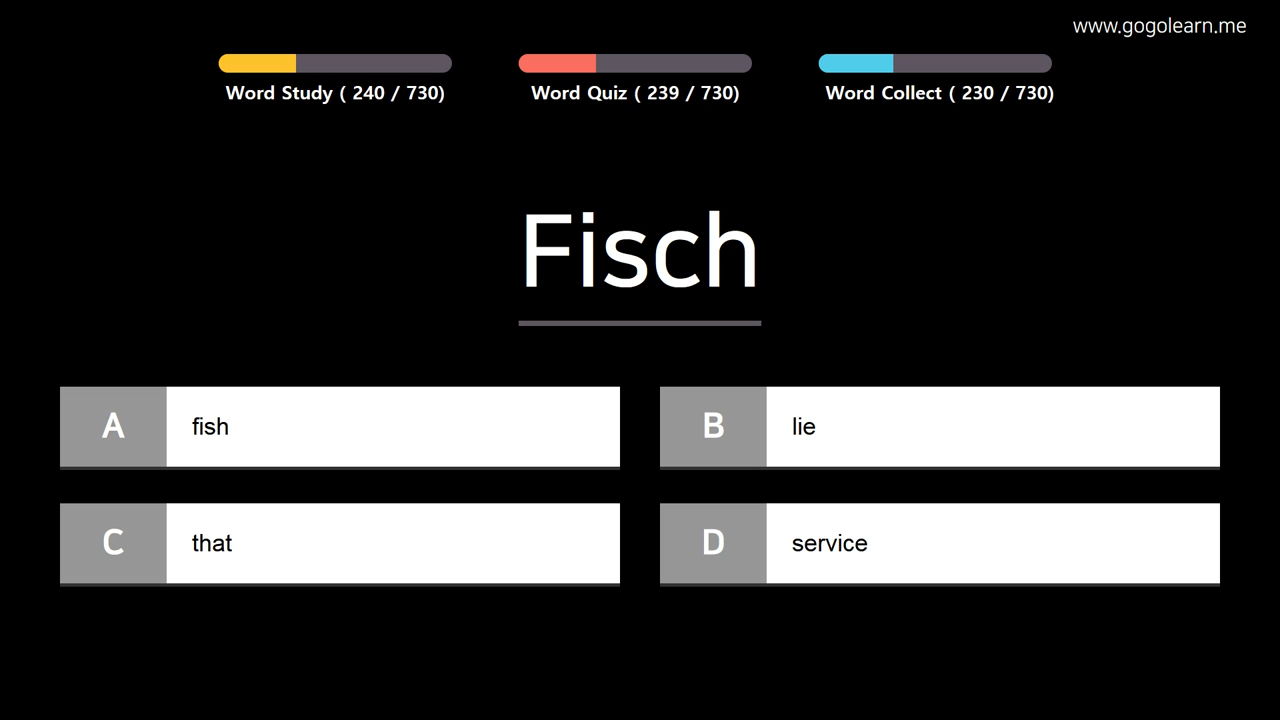 www.gogolearn.me
Word Study ( 240 / 730)
Word Quiz ( 239 / 730)
Word Collect ( 230 / 730)
Fisch
A fish
B lie
C that
D service